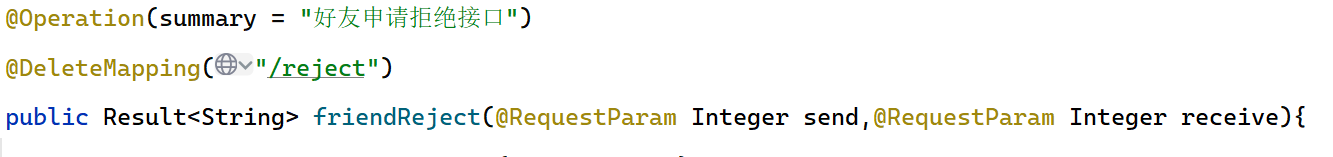 @Operation(summary = "好友申请拒绝接口")
@DeleteMapping("/reject")
public Result<String> friendReject(@RequestParam Integer send,@RequestParam Integer receive){